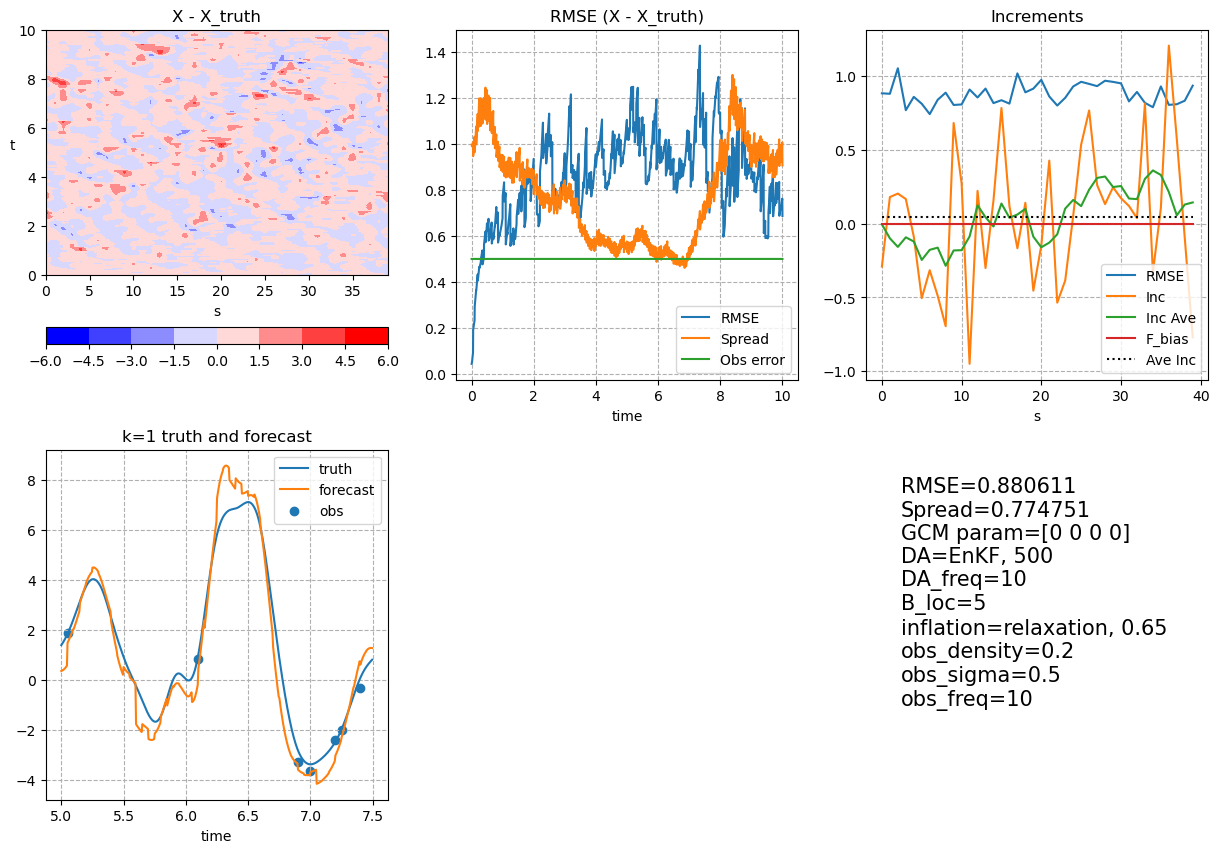 X - X_truth
10
8
6
t
4
2
0
0 5 10 15 20 25 30 35
s
−6.0 −4.5 −3.0 −1.5 0.0 1.5 3.0 4.5 6.0
RMSE (X - X_truth)
1.4
1.2
1.0
0.8
0.6
0.4
0.2
0.0
RMSE
Spread
Obs error
0 2 4 6 8 10
time
Increments
1.0
0.5
0.0
−0.5
−1.0
RMSE
Inc
Inc Ave
F_bias
Ave Inc
0 10 20 30 40
s
k=1 truth and forecast
8
6
4
2
0
−2
−4
truth
forecast
obs
5.0 5.5 6.0 6.5 7.0 7.5
time
RMSE=0.880611
Spread=0.774751
GCM param=[0 0 0 0]
DA=EnKF, 500
DA_freq=10
B_loc=5
inflation=relaxation, 0.65
obs_density=0.2
obs_sigma=0.5
obs_freq=10